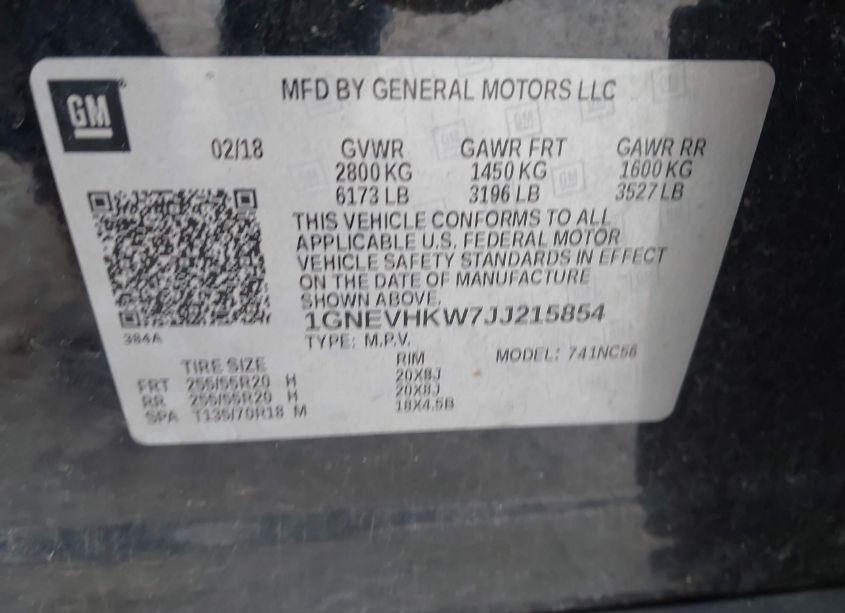 GM
MFD BY GENERAL MOTORS LLC
02/18 GVWR GAWR FRT GAWR RR
2800 KG 1450 KG 1600 KG
6173 LB 3196 LB 3527 LB
THIS VEHICLE CONFORMS TO ALL
APPLICABLE U.S. FEDERAL MOTOR
VEHICLE SAFETY STANDARDS IN EFFECT
ON THE DATE OF MANUFACTURE
SHOWN ABOVE.
1GNEVHKW7JJ215854
384A
TYPE: M.P.V. MODEL: 741NC56
TIRE SIZE RIM
FRT 255/55R20 H 20X8J
RR 255/55R20 H 20X8J
SPA T135/70R18 M 18X4.5B